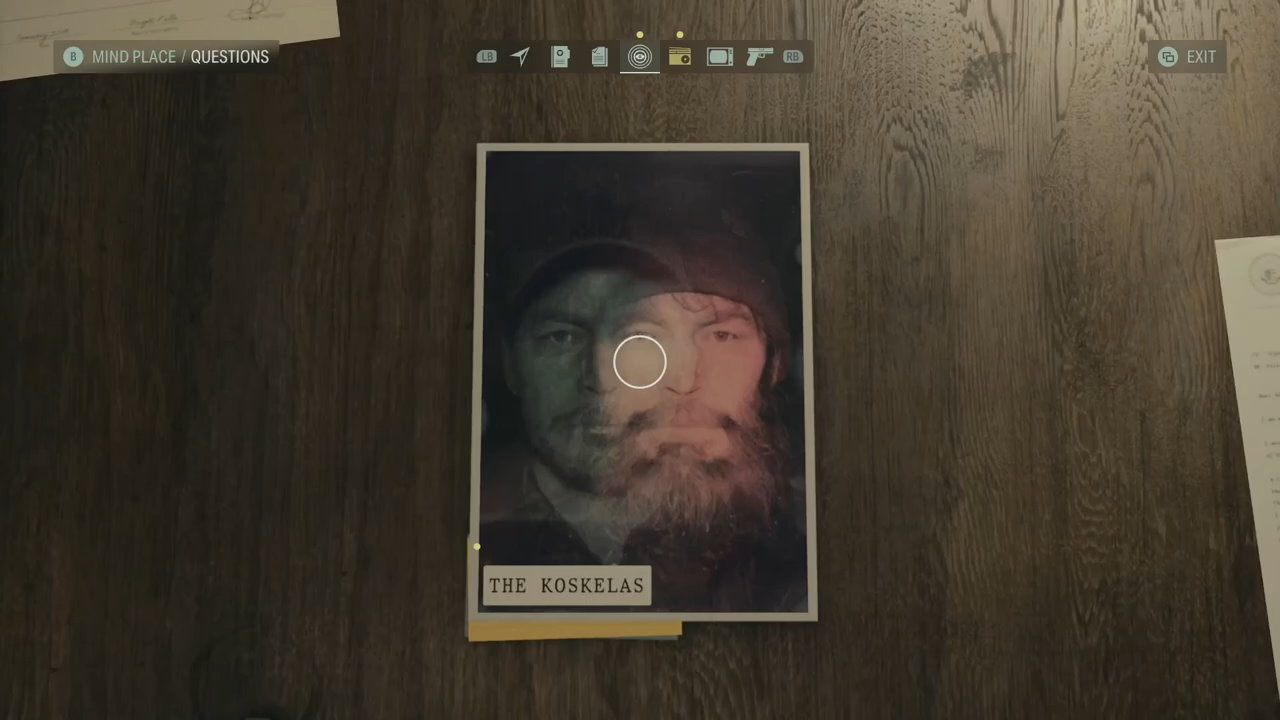 B MIND PLACE / QUESTIONS
LB
RB
EXIT
THE KOSKELAS